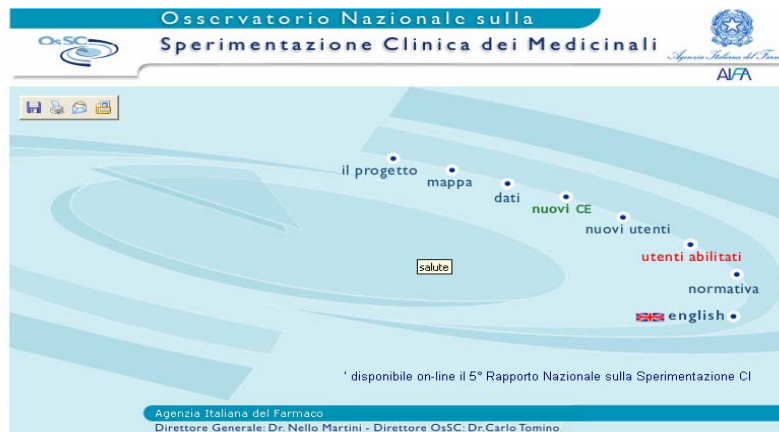 Osservatorio Nazionale sulla
OsSC
Sperimentazione Clinica dei Medicinali
AIFA
il progetto
mappa
dati
nuovi CE
nuovi utenti
utenti abilitati
salute
normativa
english
' disponibile on-line il 5° Rapporto Nazionale sulla Sperimentazione Cl
Agenzia Italiana del Farmaco
Direttore Generale: Dr. Nello Martini - Direttore OsSC: Dr.Carlo Tomino